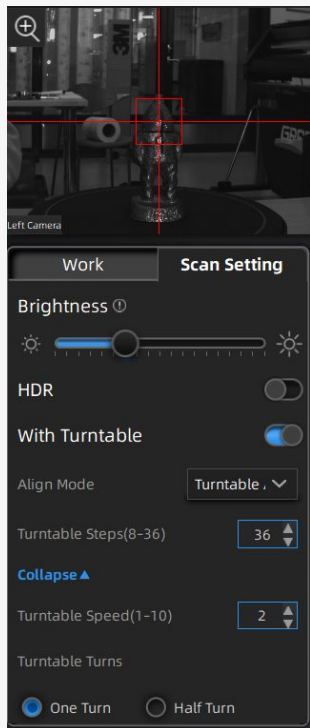 3M
Left Camera
Work
Scan Setting
Brightness
HDR
With Turntable
Align Mode
Turntable
Turntable Steps(8-36)
36
Collapse
Turntable Speed(1-10)
2
Turntable Turns
One Turn
Half Turn